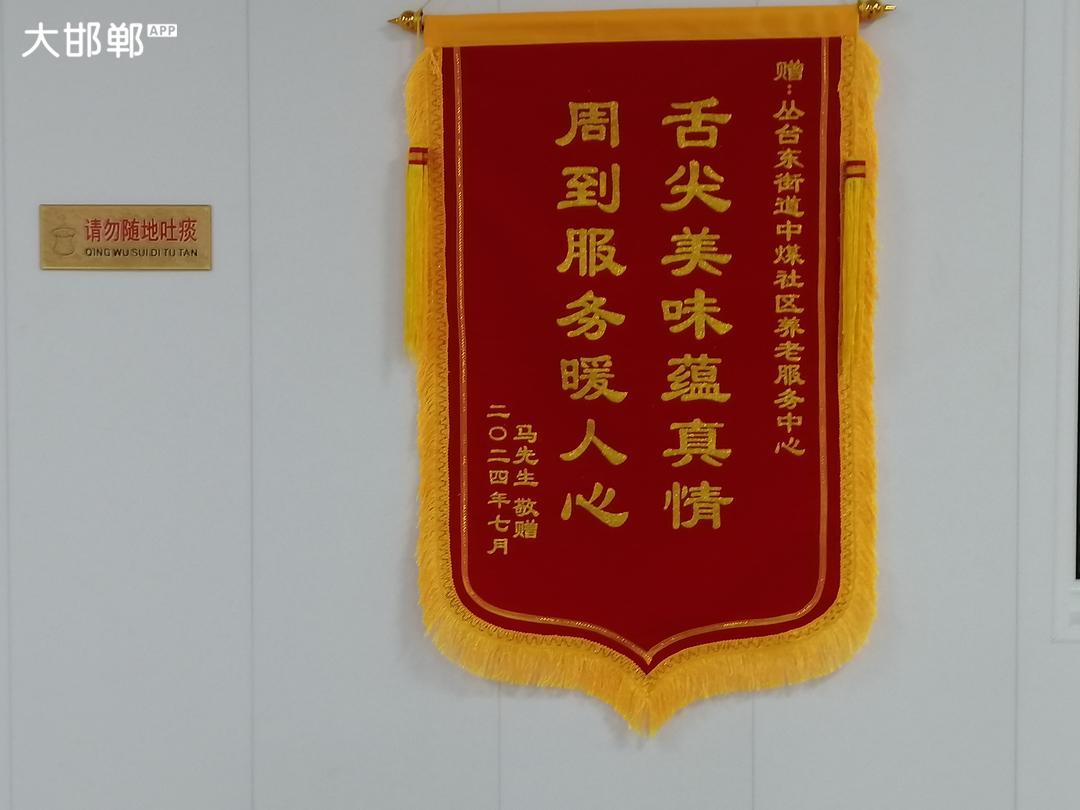 大邯郸APP
请勿随地吐痰
QING WU SUI DI TU TAN
赠：丛台东街道中煤社区养老服务中心
舌尖美味蕴真情
周到服务暖人心
马先生 敬赠
二〇二四年七月